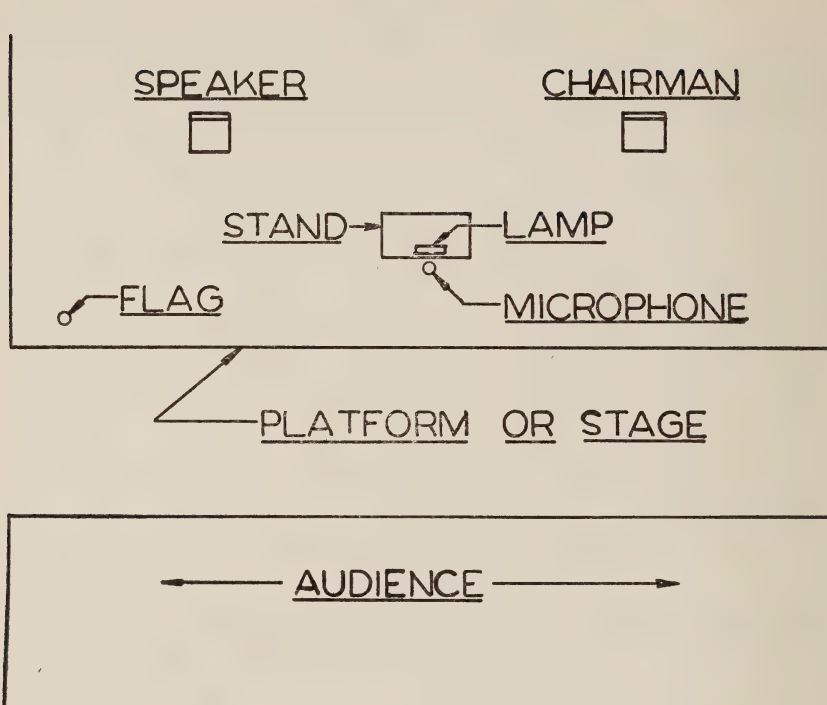 SPEAKER CHAIRMAN
STAND LAMP
FLAG MICROPHONE
PLATFORM OR STAGE
AUDIENCE